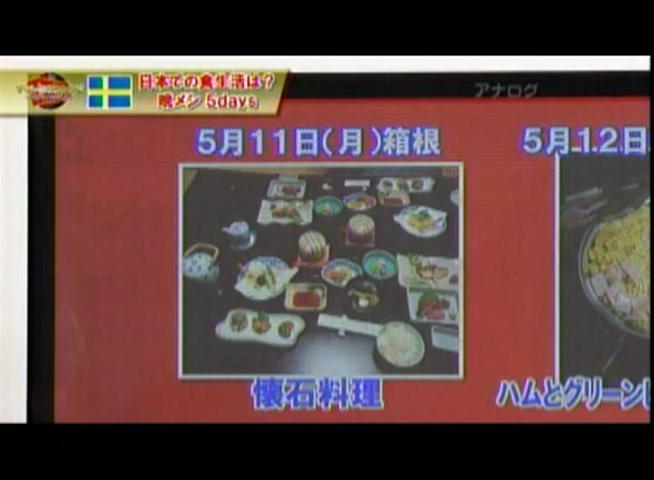 日本での食生活は?
晩メシ 5days
アナログ
5月11日(月)箱根
5月12日
懐石料理
ハムとグリーン